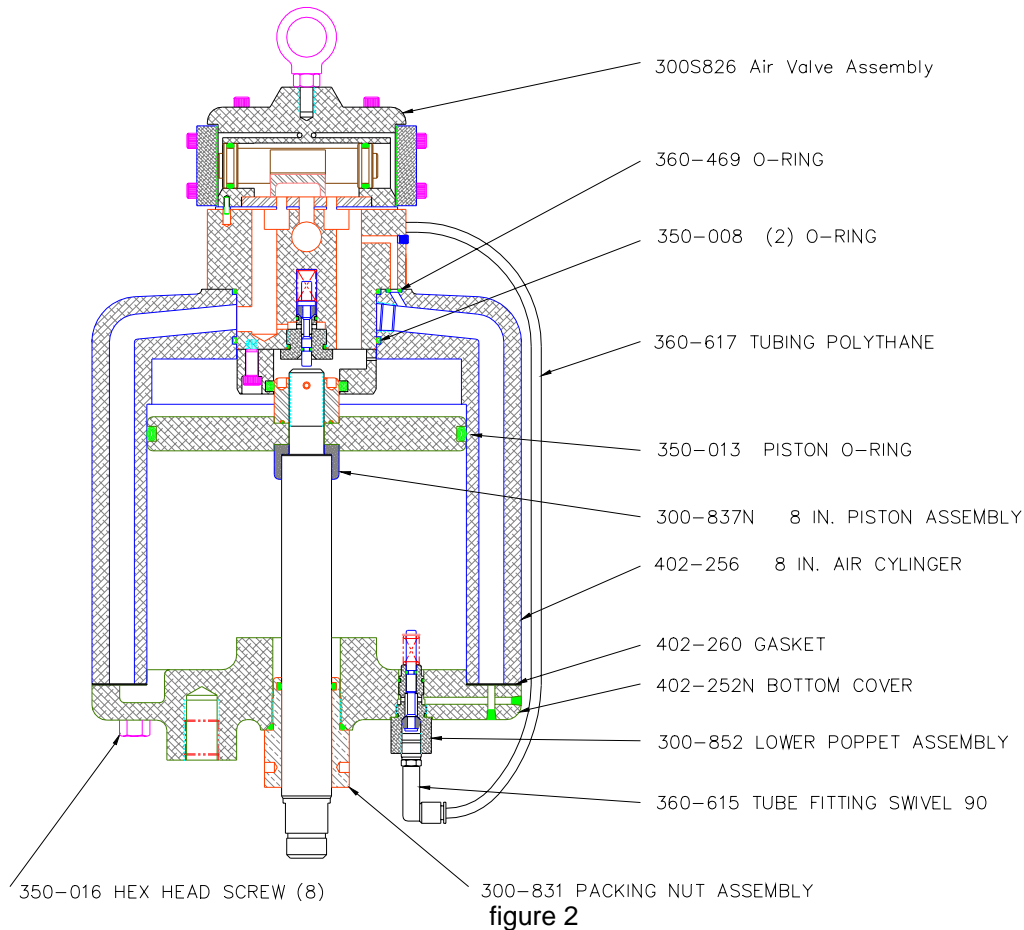 300S826 Air Valve Assembly
360-469 O-RING
350-008 (2) O-RING
360-617 TUBING POLYTHANE
350-013 PISTON O-RING
300-837N 8 IN. PISTON ASSEMBLY
402-256 8 IN. AIR CYLINGER
402-260 GASKET
402-252N BOTTOM COVER
300-852 LOWER POPPET ASSEMBLY
360-615 TUBE FITTING SWIVEL 90
350-016 HEX HEAD SCREW (8)
300-831 PACKING NUT ASSEMBLY
figure 2